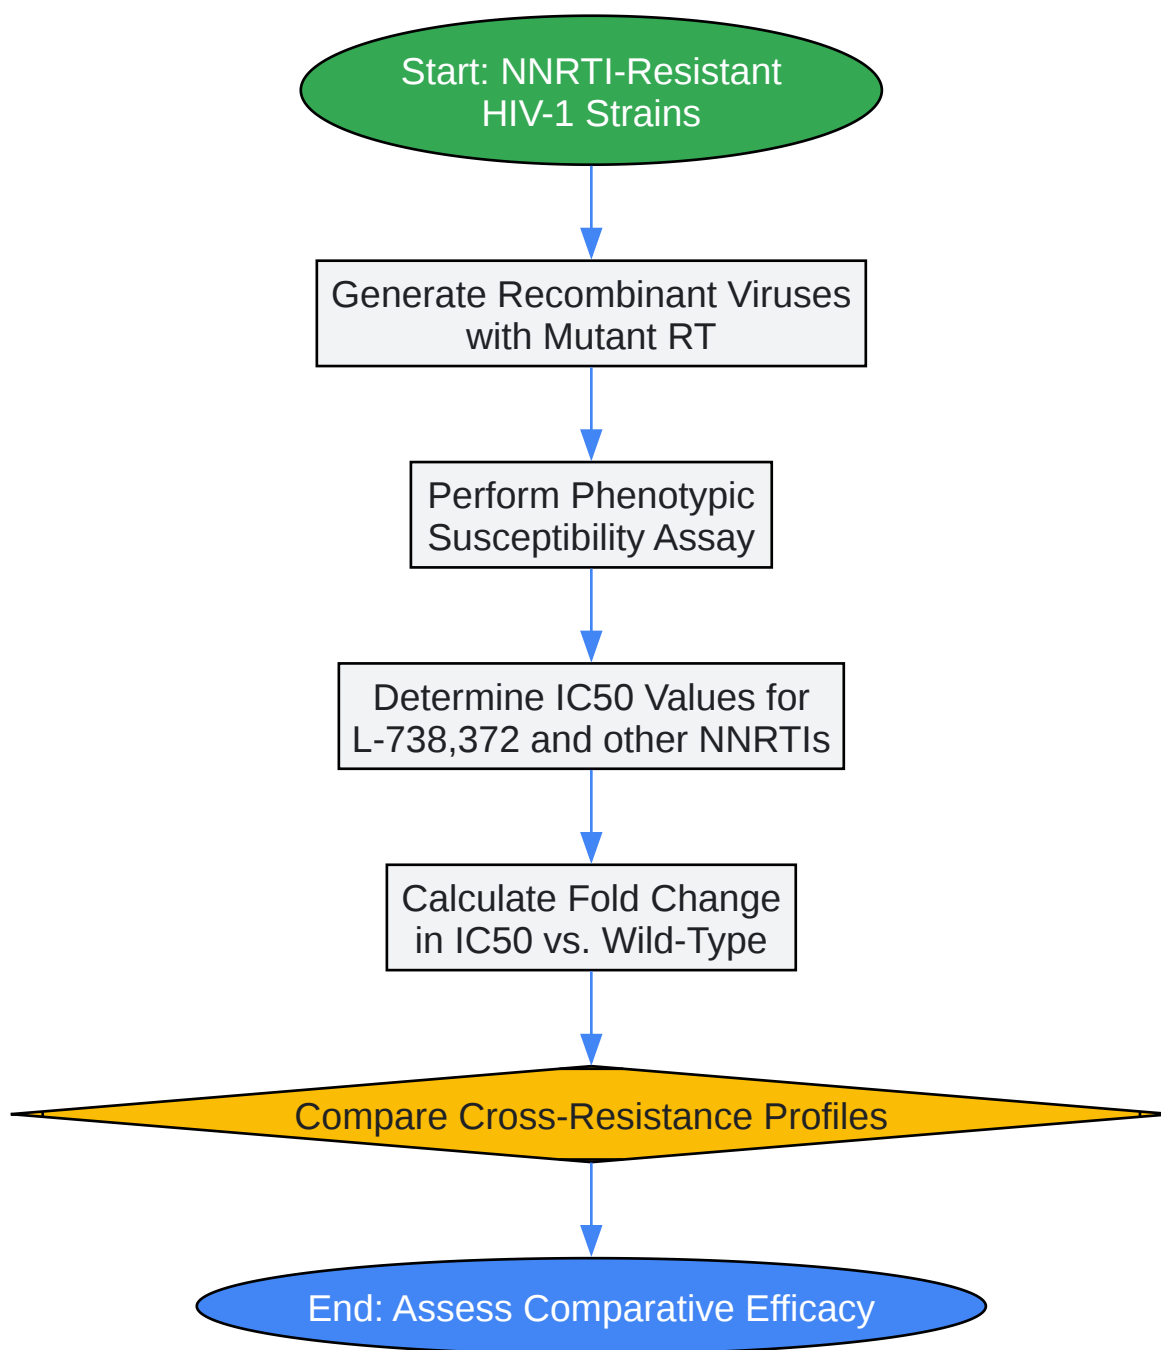 Start: NNRTI-Resistant
HIV-1 Strains
Generate Recombinant Viruses
with Mutant RT
Perform Phenotypic
Susceptibility Assay
Determine IC50 Values for
L-738,372 and other NNRTIs
Calculate Fold Change
in IC50 vs. Wild-Type
Compare Cross-Resistance Profiles
End: Assess Comparative Efficacy